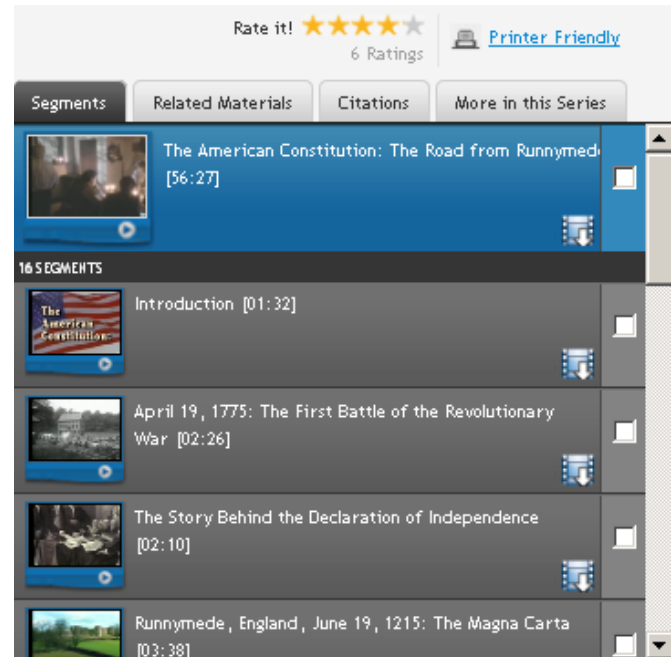 Rate it!
6 Ratings
Printer Friendly
Segments
Related Materials
Citations
More in this Series
The American Constitution: The Road from Runnymed
[56:27]
16 SEGMENTS
The
American
Constitution:
Introduction [01:32]
April 19, 1775: The First Battle of the Revolutionary
War [02:26]
The Story Behind the Declaration of Independence
[02:10]
Runnymede, England, June 19, 1215: The Magna Carta
[03:38]